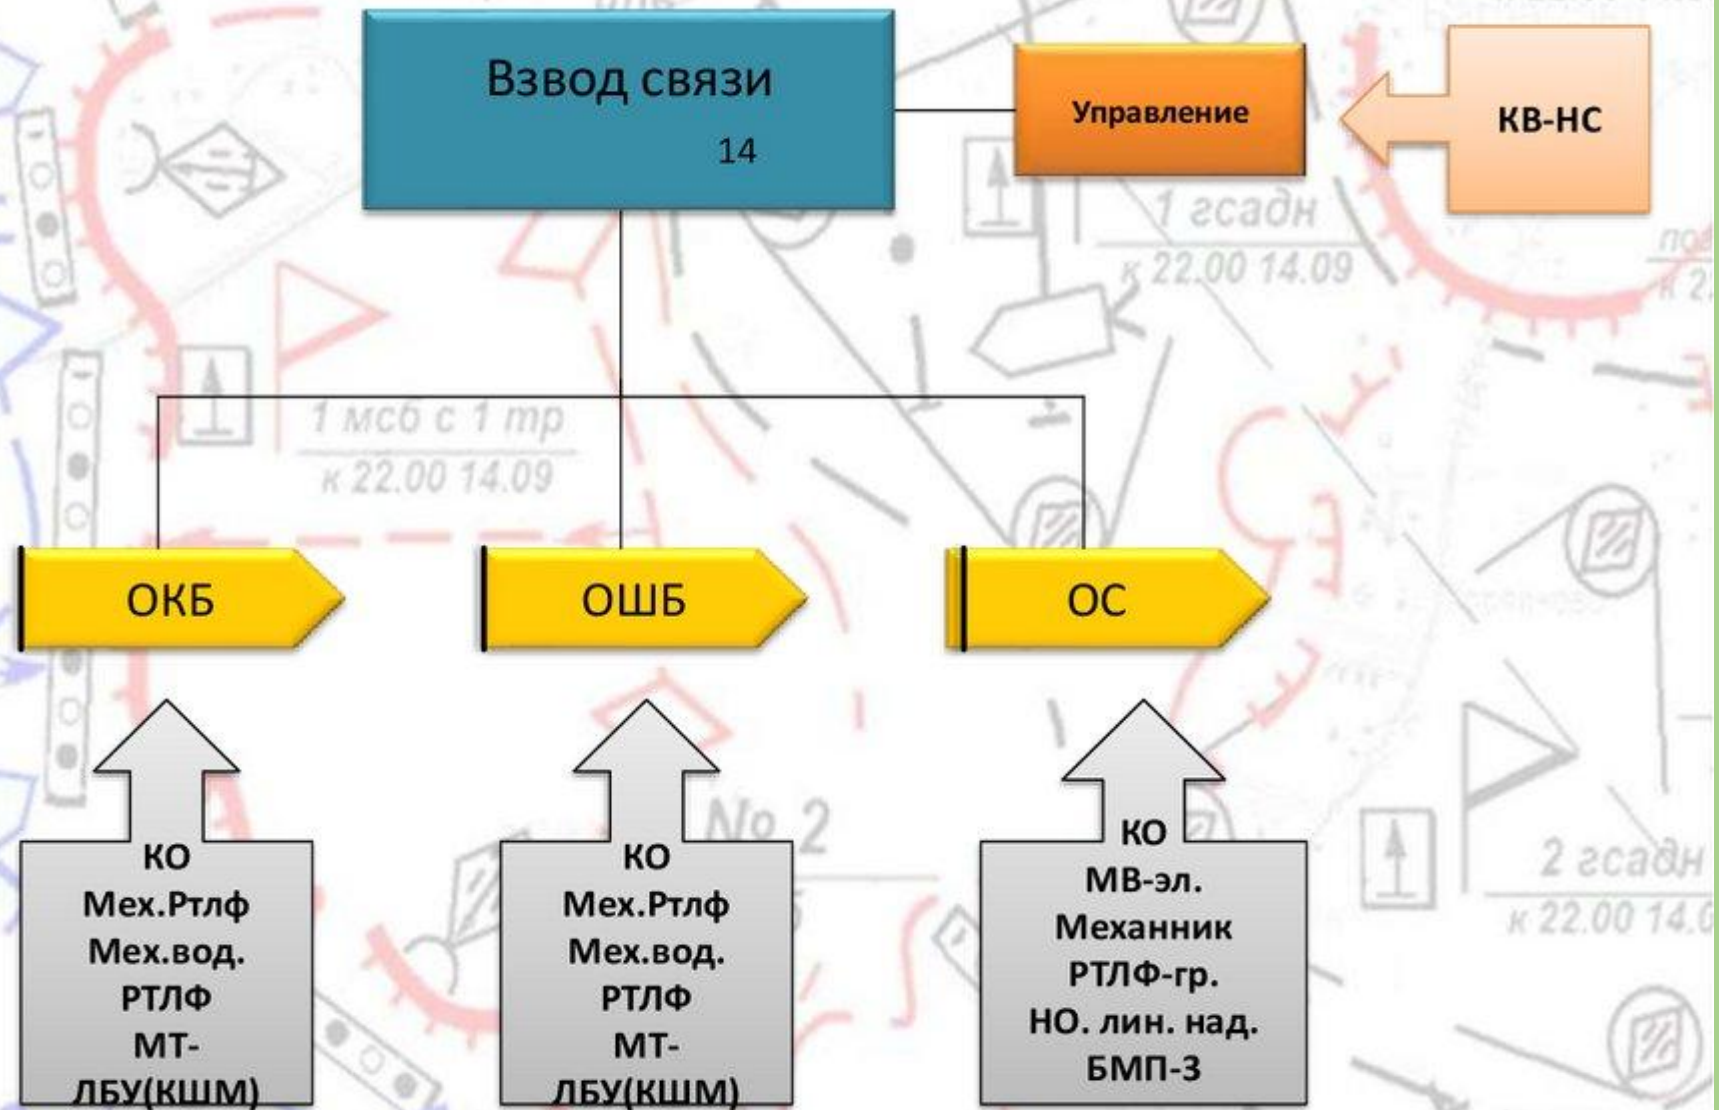 Взвод связи
14
Управление
КВ-НС
1 гсадн
к 22.00 14.09
1 мсб с 1 тр
к 22.00 14.09
ОКБ
ОШБ
ОС
No 2
2 гсадн
к 22.00 14.0
КО
Мех.Ртлф
Мех.вод.
РТЛФ
МТ-
ЛБУ(КШМ)
КО
Мех.Ртлф
Мех.вод.
РТЛФ
МТ-
ЛБУ(КШМ)
КО
МВ-эл.
Механник
РТЛФ-гр.
НО. лин. над.
БМП-3